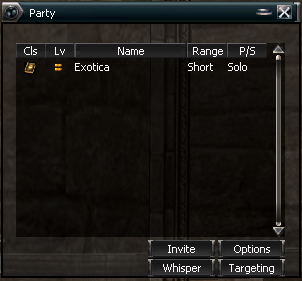 Party
Cls Lv Name Range P/S
Exotica Short Solo
Invite Options
Whisper Targeting